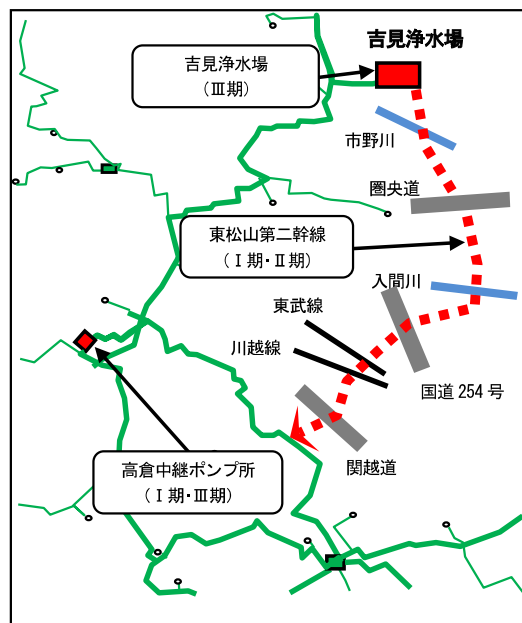 吉見浄水場
吉見浄水場
（Ⅲ期）
市野川
圏央道
東松山第二幹線
（Ⅰ期・Ⅱ期）
入間川
東武線
川越線
国道 254 号
関越道
高倉中継ポンプ所
（Ⅰ期・Ⅲ期）